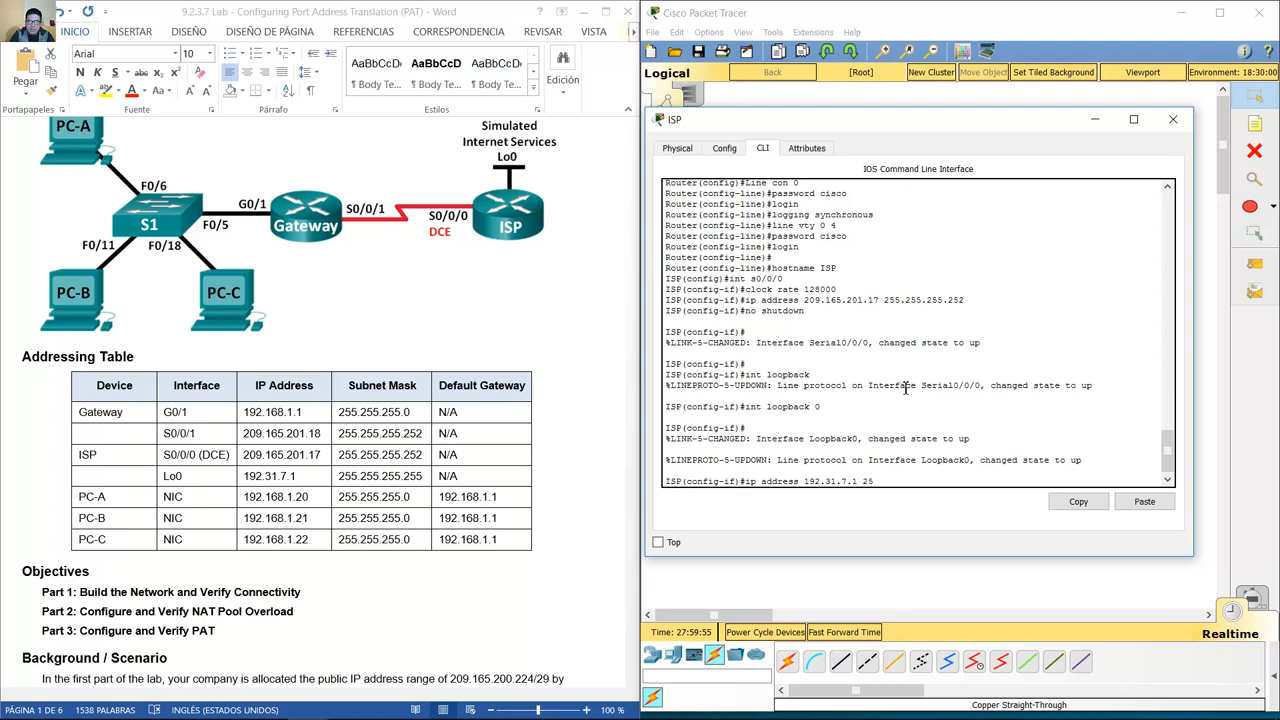 9.2.3.7 Lab - Configuring Port Address Translation (PAT) - Word
INICIO INSERTAR DISEÑO DISEÑO DE PÁGINA REFERENCIAS CORRESPONDENCIA REVISAR VISTA
Arial 10
Pegar
N K S abc x₂ x²
AaBbCcD AaBbCcD AaBbCcD
¶ Body Te... ¶ Body Te... ¶ Body Te...
Edición
Portapapeles Fuente Párrafo Estilos
PC-A
Simulated
Internet Services
Lo0
F0/6
G0/1
S0/0/1
S0/0/0
S1
F0/5
Gateway
DCE
ISP
F0/11
F0/18
PC-B
PC-C
Addressing Table
Device Interface IP Address Subnet Mask Default Gateway
Gateway G0/1 192.168.1.1 255.255.255.0 N/A
S0/0/1 209.165.201.18 255.255.255.252 N/A
ISP S0/0/0 (DCE) 209.165.201.17 255.255.255.252 N/A
Lo0 192.31.7.1 255.255.255.255 N/A
PC-A NIC 192.168.1.20 255.255.255.0 192.168.1.1
PC-B NIC 192.168.1.21 255.255.255.0 192.168.1.1
PC-C NIC 192.168.1.22 255.255.255.0 192.168.1.1
Objectives
Part 1: Build the Network and Verify Connectivity
Part 2: Configure and Verify NAT Pool Overload
Part 3: Configure and Verify PAT
Background / Scenario
In the first part of the lab, your company is allocated the public IP address range of 209.165.200.224/29 by
PÁGINA 1 DE 6 1538 PALABRAS INGLÉS (ESTADOS UNIDOS) 100 %
Cisco Packet Tracer
File Edit Options View Tools Extensions Help
Logical Back [Root] New Cluster Move Object Set Tiled Background Viewport Environment: 18:30:00
ISP
Physical Config CLI Attributes
IOS Command Line Interface
Router(config)#Line con 0
Router(config-line)#password cisco
Router(config-line)#login
Router(config-line)#logging synchronous
Router(config-line)#line vty 0 4
Router(config-line)#password cisco
Router(config-line)#login
Router(config-line)#
Router(config-line)#hostname ISP
ISP(config)#int s0/0/0
ISP(config-if)#clock rate 128000
ISP(config-if)#ip address 209.165.201.17 255.255.255.252
ISP(config-if)#no shutdown
ISP(config-if)#
%LINK-5-CHANGED: Interface Serial0/0/0, changed state to up
ISP(config-if)#
ISP(config-if)#int loopback
%LINEPROTO-5-UPDOWN: Line protocol on Interface Serial0/0/0, changed state to up
ISP(config-if)#int loopback 0
ISP(config-if)#
%LINK-5-CHANGED: Interface Loopback0, changed state to up
%LINEPROTO-5-UPDOWN: Line protocol on Interface Loopback0, changed state to up
ISP(config-if)#ip address 192.31.7.1 25
Copy Paste
Top
Time: 27:59:55 Power Cycle Devices Fast Forward Time Realtime
Copper Straight-Through